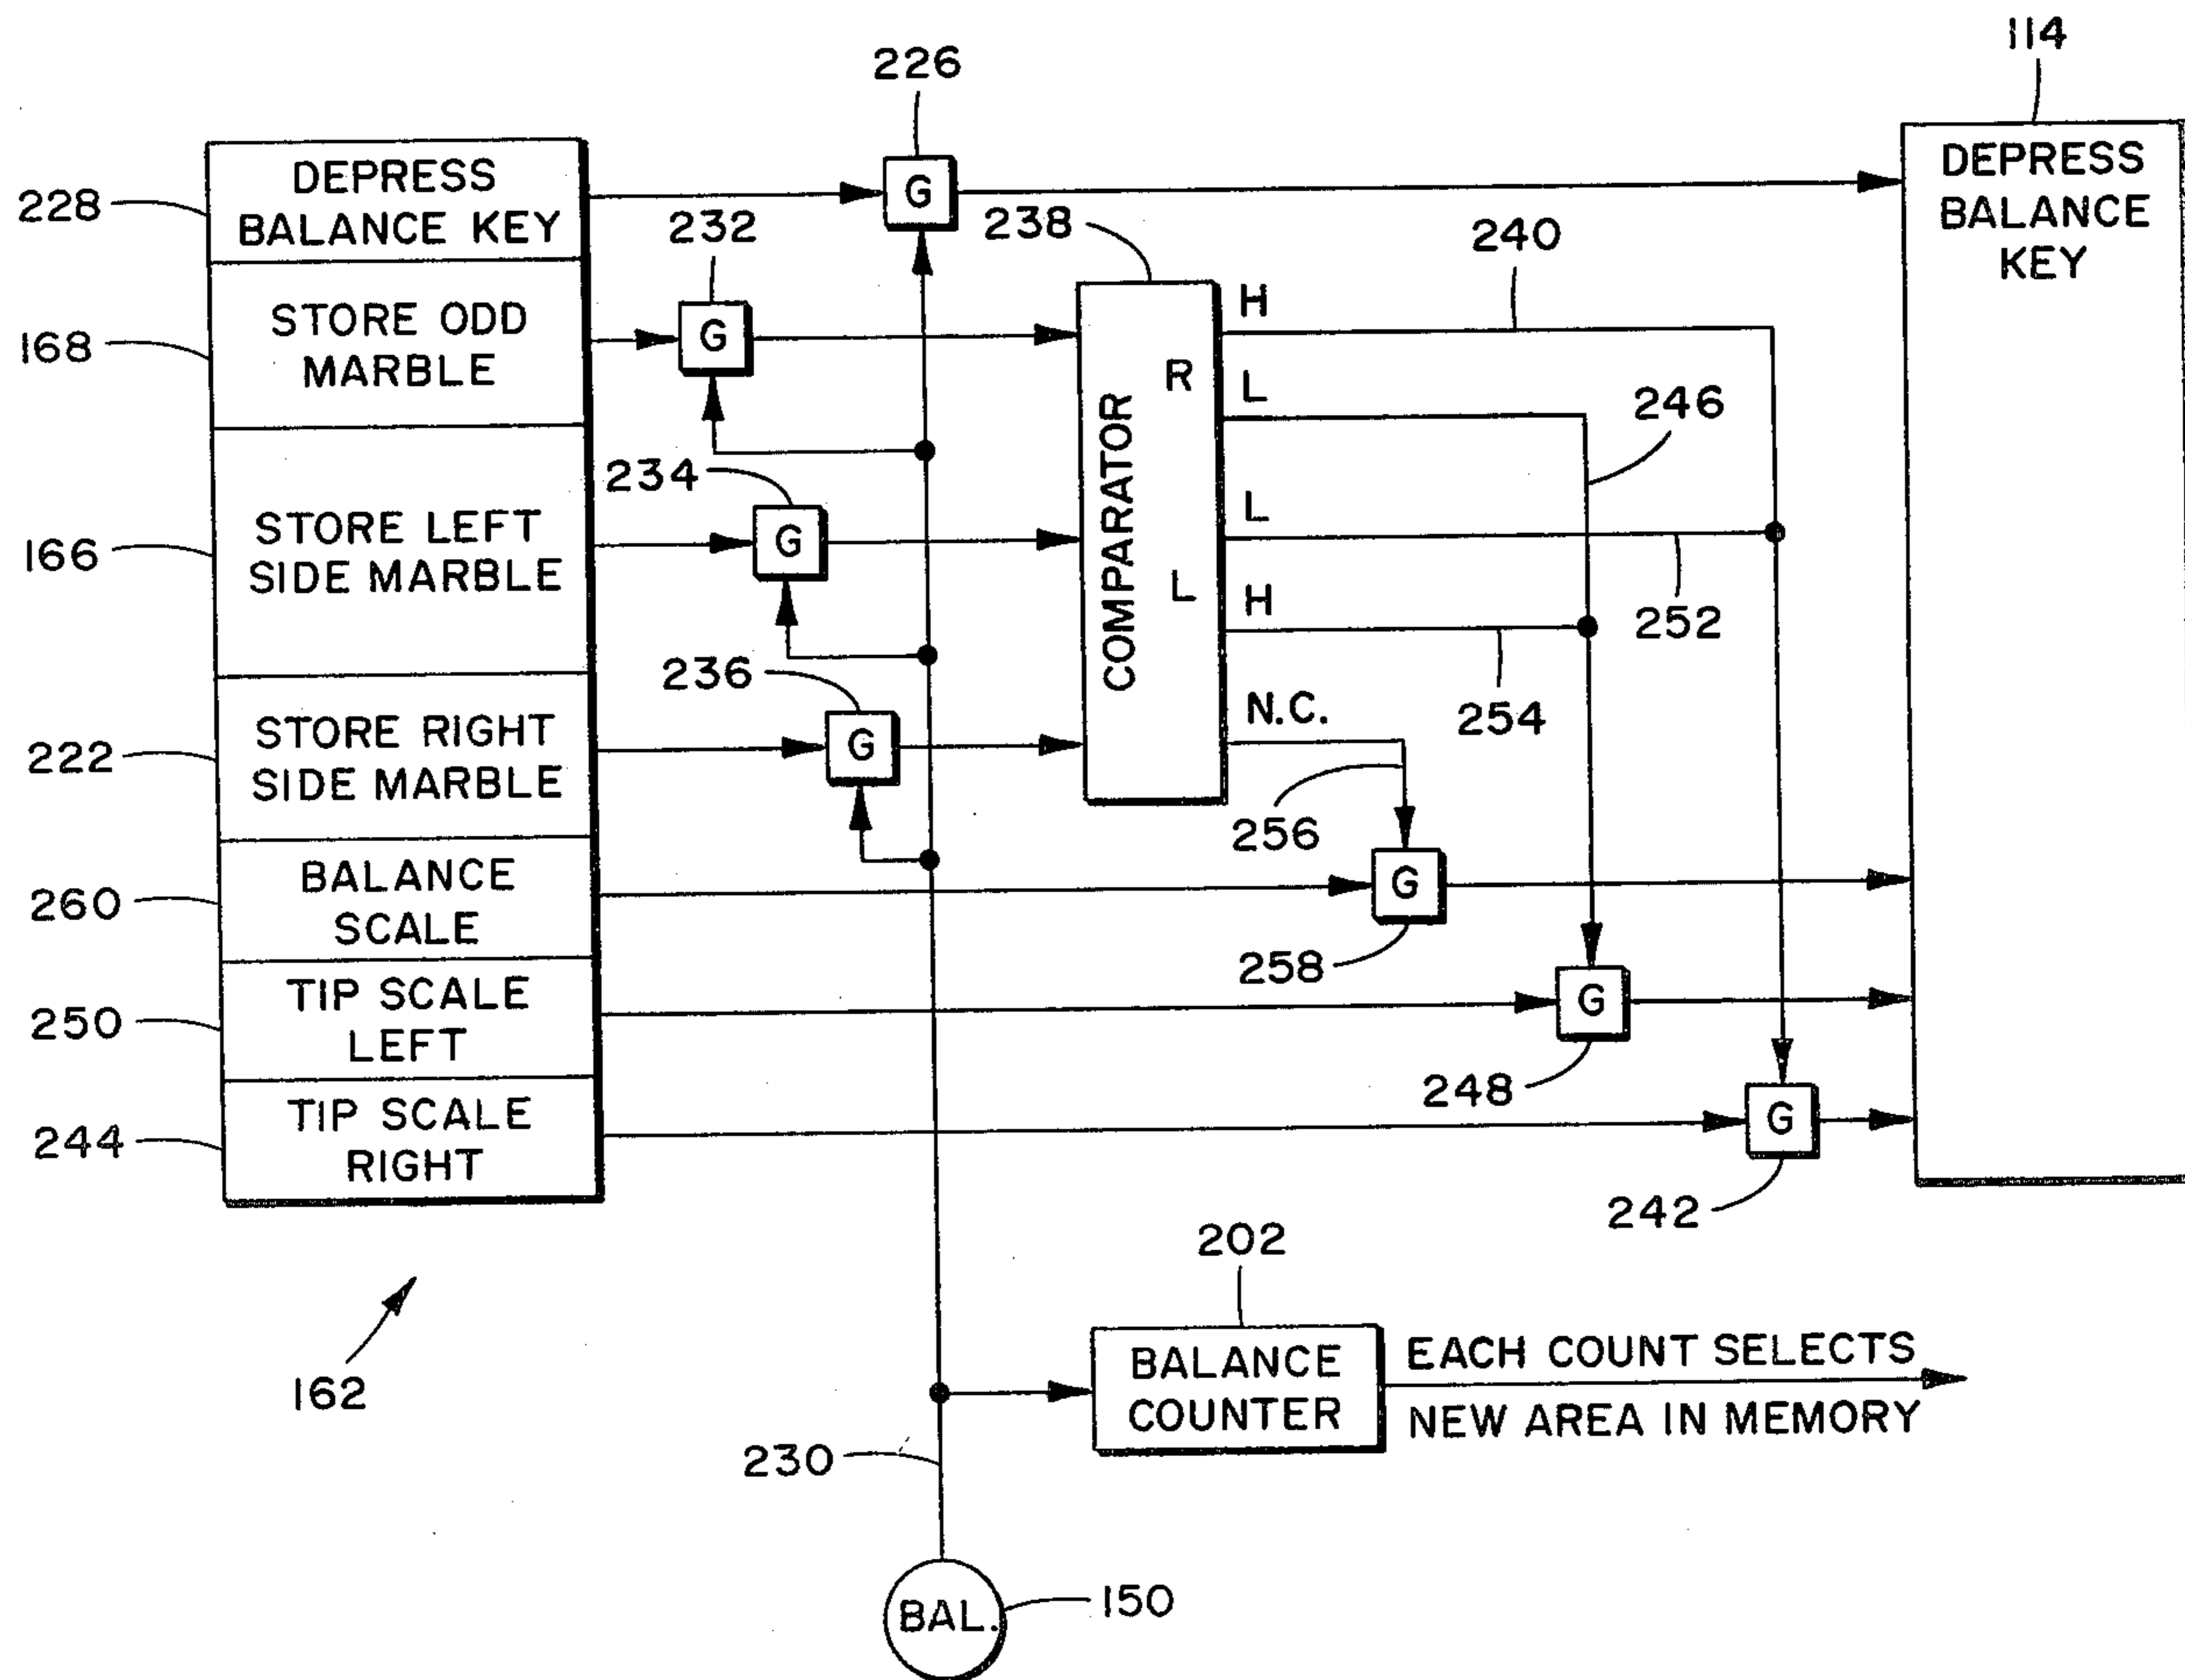 114
226
DEPRESS
BALANCE KEY
228
G
DEPRESS
BALANCE
KEY
232
238
240
H
STORE ODD
MARBLE
168
G
R
L
246
COMPARATOR
234
STORE LEFT
SIDE MARBLE
166
G
L
L
H
252
236
254
N.C.
STORE RIGHT
SIDE MARBLE
222
G
256
BALANCE
SCALE
260
G
258
TIP SCALE
LEFT
250
G
248
TIP SCALE
RIGHT
244
G
242
202
162
BALANCE
COUNTER
EACH COUNT SELECTS
NEW AREA IN MEMORY
230
BAL.
150